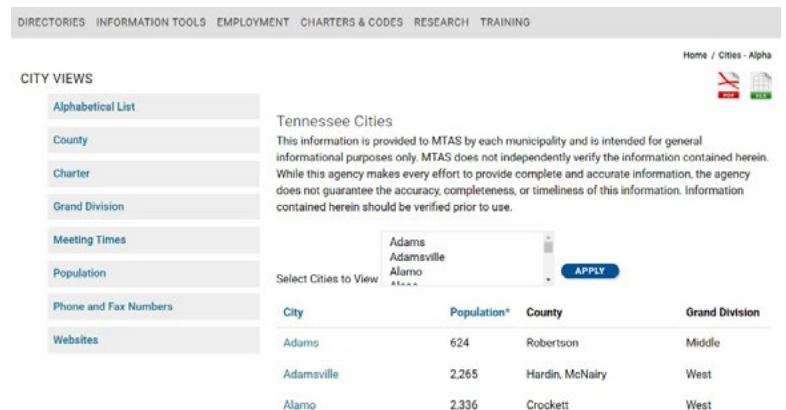 DIRECTORIES INFORMATION TOOLS EMPLOYMENT CHARTERS & CODES RESEARCH TRAINING
Home / Cities - Alpha
CITY VIEWS
PDF
XLS
Alphabetical List
County
Charter
Grand Division
Meeting Times
Population
Phone and Fax Numbers
Websites
Tennessee Cities
This information is provided to MTAS by each municipality and is intended for general
informational purposes only. MTAS does not independently verify the information contained herein.
While this agency makes every effort to provide complete and accurate information, the agency
does not guarantee the accuracy, completeness, or timeliness of this information. Information
contained herein should be verified prior to use.
Select Cities to View
Adams
Adamsville
Alamo
APPLY
City Population* County Grand Division
Adams 624 Robertson Middle
Adamsville 2,265 Hardin, McNairy West
Alamo 2,336 Crockett West